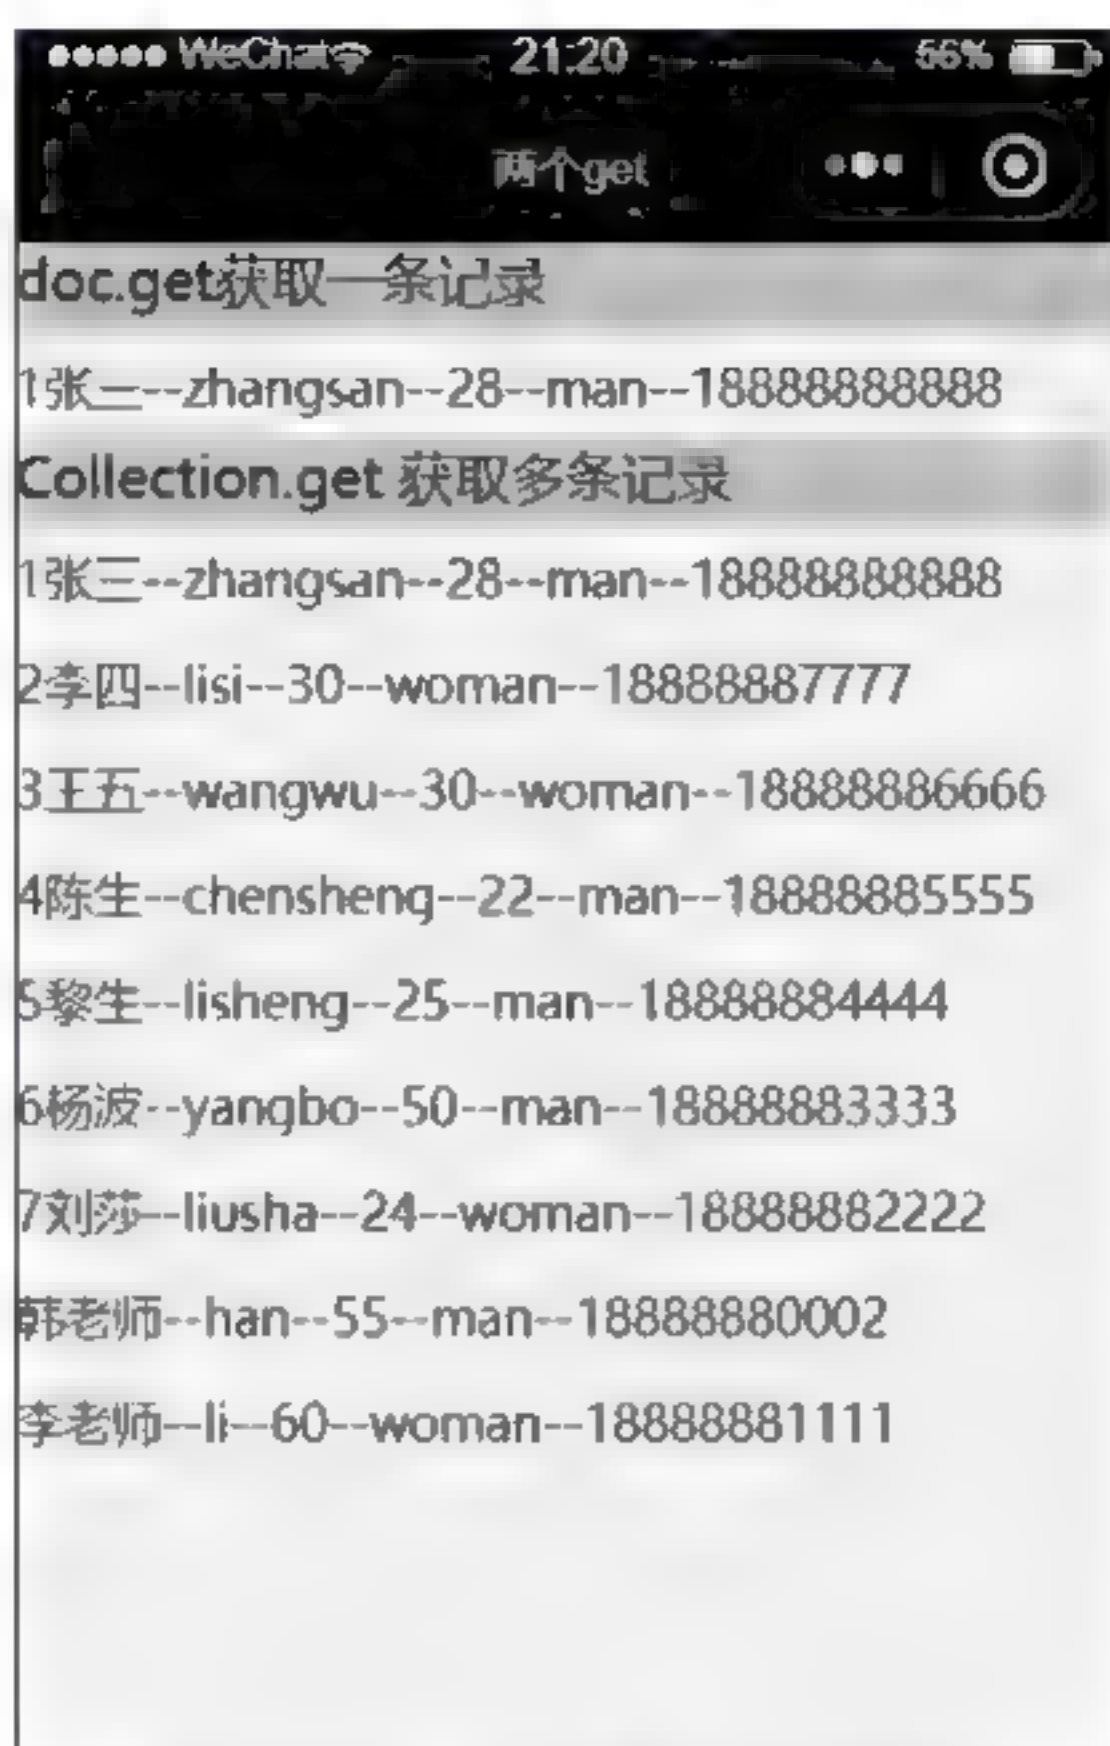 WeChat 21:20 56%
两个get
doc.get获取一条记录
1张三--zhangsan--28--man--18888888888
Collection.get 获取多条记录
1张三--zhangsan--28--man--18888888888
2李四--lisi--30--woman--18888887777
3王五--wangwu--30--woman--18888886666
4陈生--chensheng--22--man--18888885555
5黎生--lisheng--25--man--18888884444
6杨波--yangbo--50--man--18888883333
7刘莎--liusha--24--woman--18888882222
韩老师--han--55--man--18888880002
李老师--li--60--woman--18888881111